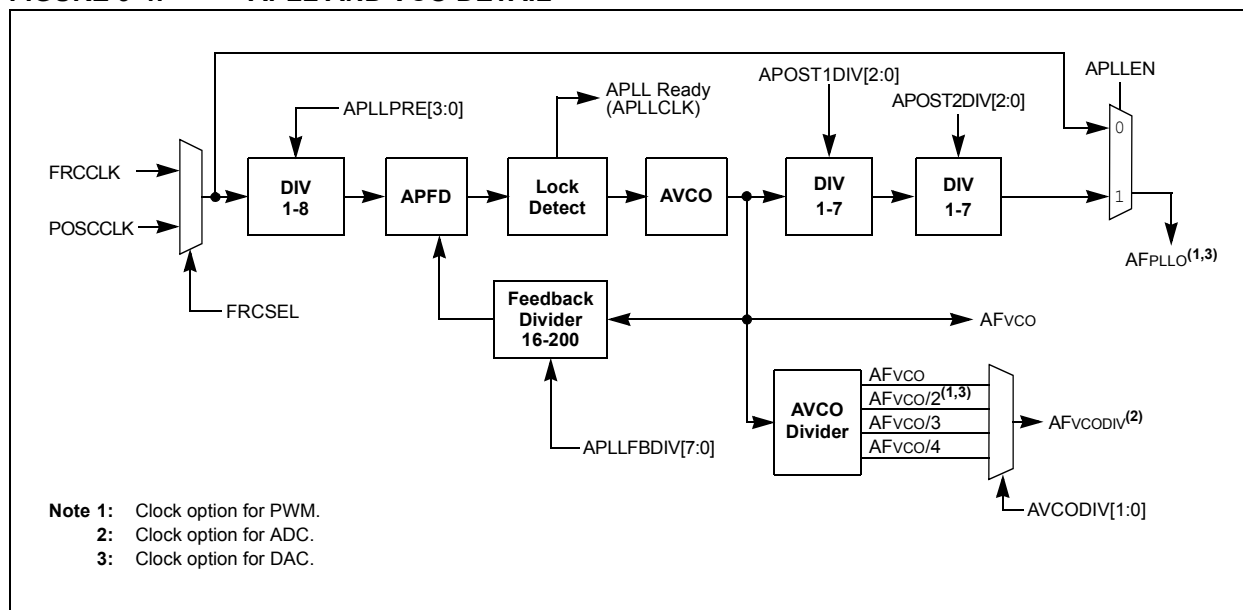 APLLPRE[3:0]
APLL Ready
(APLLCLK)
APOST1DIV[2:0]
APOST2DIV[2:0]
APLLEN
0
1
FRCCLK
POSCCLK
FRCSEL
DIV
1-8
APFD
Lock
Detect
AVCO
DIV
1-7
DIV
1-7
AFPLLO(1,3)
Feedback
Divider
16-200
AFVCO
APLLFBDIV[7:0]
AVCO
Divider
AFVCO
AFVCO/2(1,3)
AFVCO/3
AFVCO/4
AFVCODIV(2)
AVCODIV[1:0]
Note 1: Clock option for PWM.
2: Clock option for ADC.
3: Clock option for DAC.